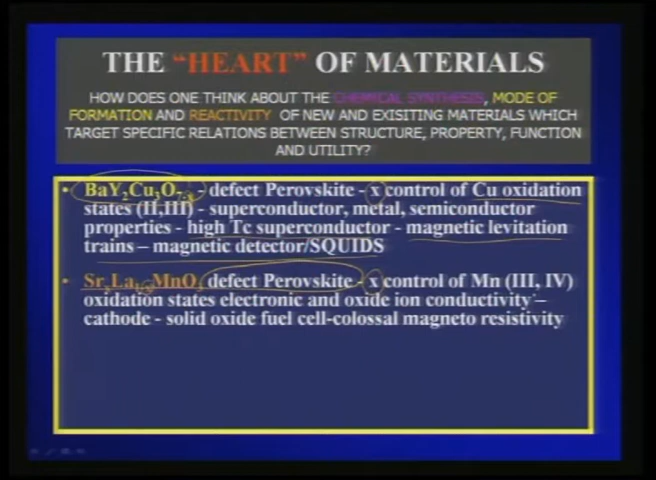 THE "HEART" OF MATERIALS
HOW DOES ONE THINK ABOUT THE CHEMICAL SYNTHESIS, MODE OF
FORMATION AND REACTIVITY OF NEW AND EXISITING MATERIALS WHICH
TARGET SPECIFIC RELATIONS BETWEEN STRUCTURE, PROPERTY, FUNCTION
AND UTILITY?
• BaY₂Cu₃O₇₋ₓ - defect Perovskite - x control of Cu oxidation
states (II,III) - superconductor, metal, semiconductor
properties - high Tc superconductor - magnetic levitation
trains – magnetic detector/SQUIDS
• SrₓLa₁₋ₓMnO₃ defect Perovskite - x control of Mn (III, IV)
oxidation states electronic and oxide ion conductivity –
cathode - solid oxide fuel cell-colossal magneto resistivity